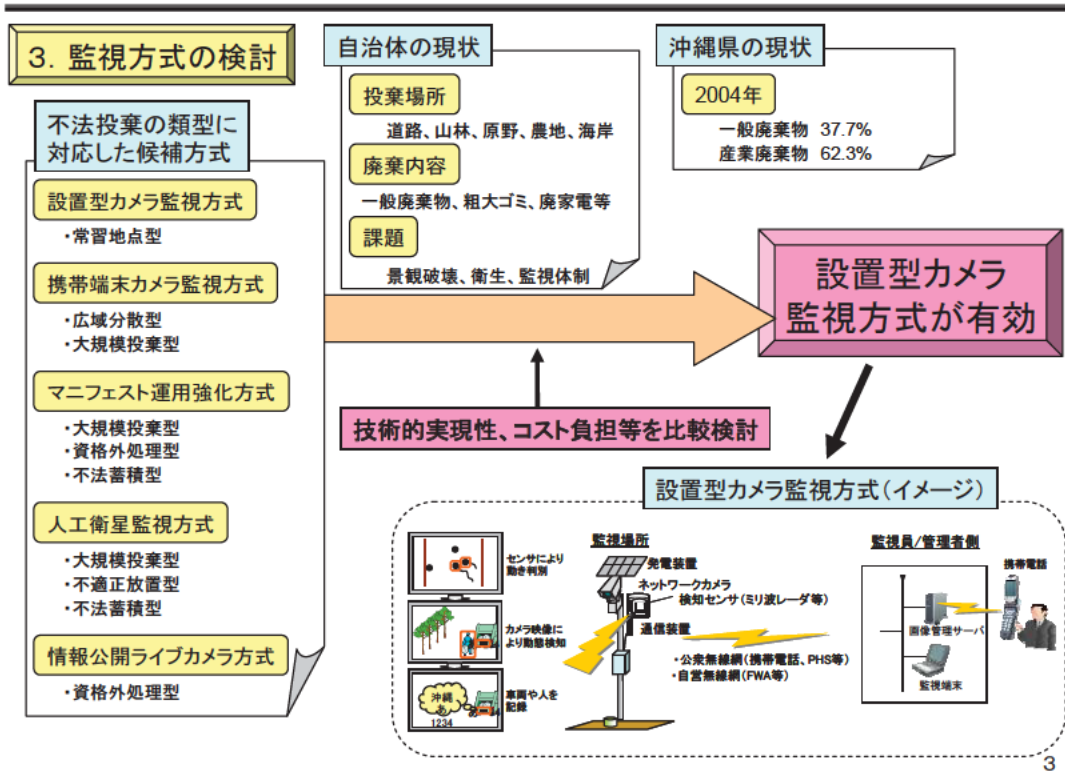 3. 監視方式の検討
不法投棄の類型に
対応した候補方式
設置型カメラ監視方式
・常習地点型
携帯端末カメラ監視方式
・広域分散型
・大規模投棄型
マニフェスト運用強化方式
・大規模投棄型
・資格外処理型
・不法蓄積型
人工衛星監視方式
・大規模投棄型
・不適正放置型
・不法蓄積型
情報公開ライブカメラ方式
・資格外処理型
自治体の現状
投棄場所
道路、山林、原野、農地、海岸
廃棄内容
一般廃棄物、粗大ゴミ、廃家電等
課題
景観破壊、衛生、監視体制
沖縄県の現状
2004年
一般廃棄物 37.7%
産業廃棄物 62.3%
設置型カメラ
監視方式が有効
技術的実現性、コスト負担等を比較検討
設置型カメラ監視方式(イメージ)
センサにより
動き判別
カメラ映像に
より動態検知
沖縄
あ
1234
車両や人を
記録
監視場所
発電装置
ネットワークカメラ
検知センサ(ミリ波レーダ等)
通信装置
・公衆無線網(携帯電話、PHS等)
・自営無線網(FWA等)
監視員/管理者側
画像管理サーバ
監視端末
携帯電話
3